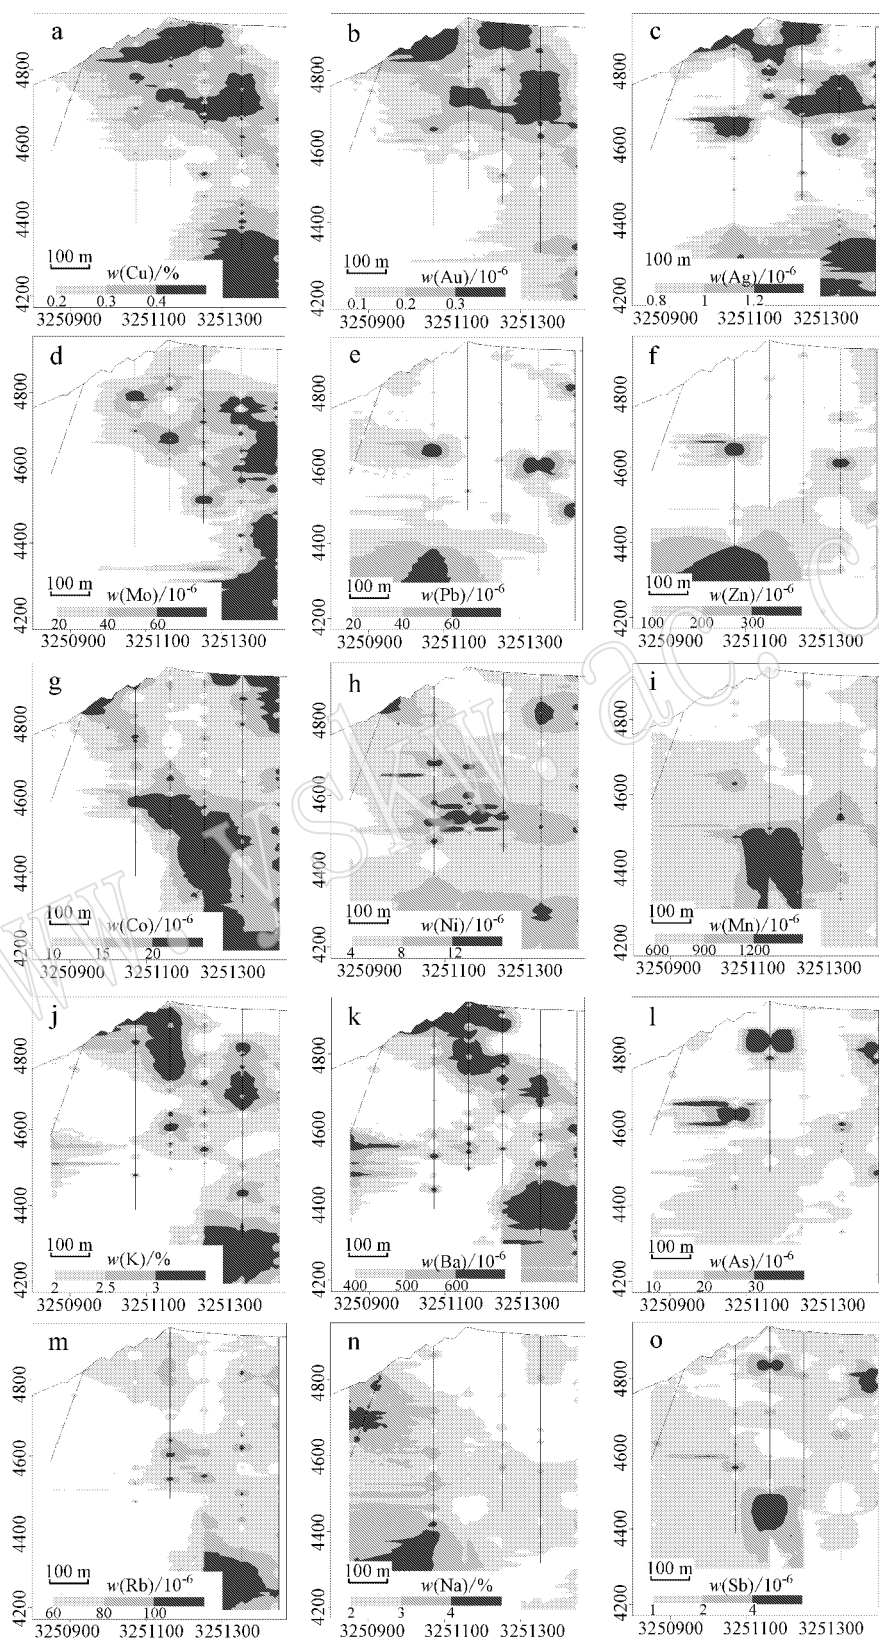 a
b
c
4800
4600
4400
4200
100 m
w(Cu)/%
0.2 0.3 0.4
3250900 3251100 3251300
4800
4600
4400
4200
100 m
w(Au)/10-6
0.1 0.2 0.3
3250900 3251100 3251300
4800
4600
4400
4200
100 m
w(Ag)/10-6
0.8 1 1.2
3250900 3251100 3251300
d
e
f
4800
4600
4400
4200
100 m
w(Mo)/10-6
20 40 60
3250900 3251100 3251300
4800
4600
4400
4200
100 m
w(Pb)/10-6
20 40 60
3250900 3251100 3251300
4800
4600
4400
4200
100 m
w(Zn)/10-6
100 200 300
3250900 3251100 3251300
g
h
i
4800
4600
4400
4200
100 m
w(Co)/10-6
10 15 20
3250900 3251100 3251300
4800
4600
4400
4200
100 m
w(Ni)/10-6
4 8 12
3250900 3251100 3251300
4800
4600
4400
4200
100 m
w(Mn)/10-6
600 900 1200
3250900 3251100 3251300
j
k
l
4800
4600
4400
4200
100 m
w(K)/%
2 2.5 3
3250900 3251100 3251300
4800
4600
4400
4200
100 m
w(Ba)/10-6
400 500 600
3250900 3251100 3251300
4800
4600
4400
4200
100 m
w(As)/10-6
10 20 30
3250900 3251100 3251300
m
n
o
4800
4600
4400
4200
100 m
w(Rb)/10-6
60 80 100
3250900 3251100 3251300
4800
4600
4400
4200
100 m
w(Na)/%
2 3 4
3250900 3251100 3251300
4800
4600
4400
4200
100 m
w(Sb)/10-6
1 2 4
3250900 3251100 3251300